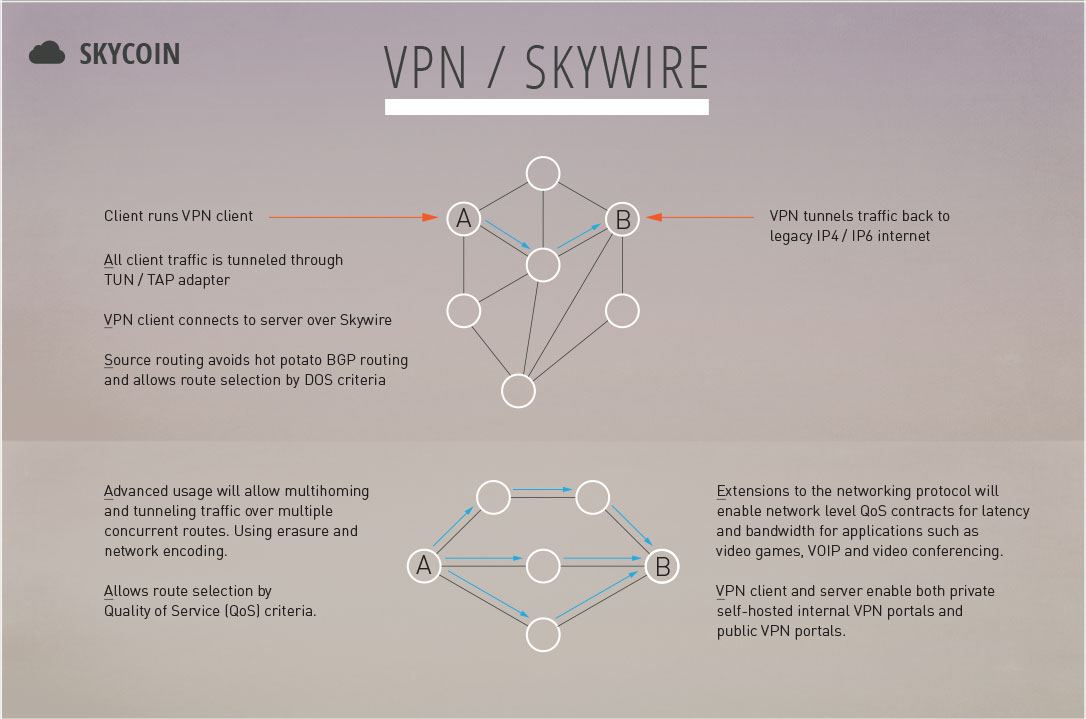 SKYCOIN
VPN / SKYWIRE
Client runs VPN client
All client traffic is tunneled through
TUN / TAP adapter
VPN client connects to server over Skywire
Source routing avoids hot potato BGP routing
and allows route selection by DOS criteria
A
B
VPN tunnels traffic back to
legacy IP4 / IP6 internet
Advanced usage will allow multihoming
and tunneling traffic over multiple
concurrent routes. Using erasure and
network encoding.
Allows route selection by
Quality of Service (QoS) criteria.
A
B
Extensions to the networking protocol will
enable network level QoS contracts for latency
and bandwidth for applications such as
video games, VOIP and video conferencing.
VPN client and server enable both private
self-hosted internal VPN portals and
public VPN portals.